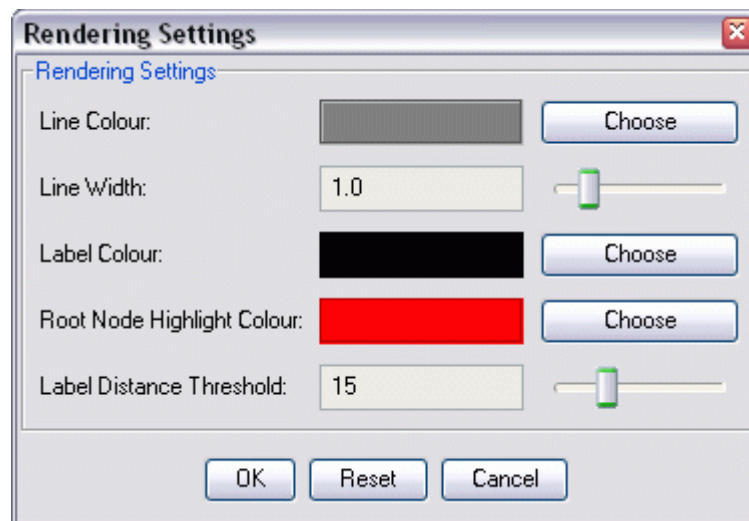 Rendering Settings
Rendering Settings
Line Colour: Choose
Line Width: 1.0
Label Colour: Choose
Root Node Highlight Colour: Choose
Label Distance Threshold: 15
OK Reset Cancel